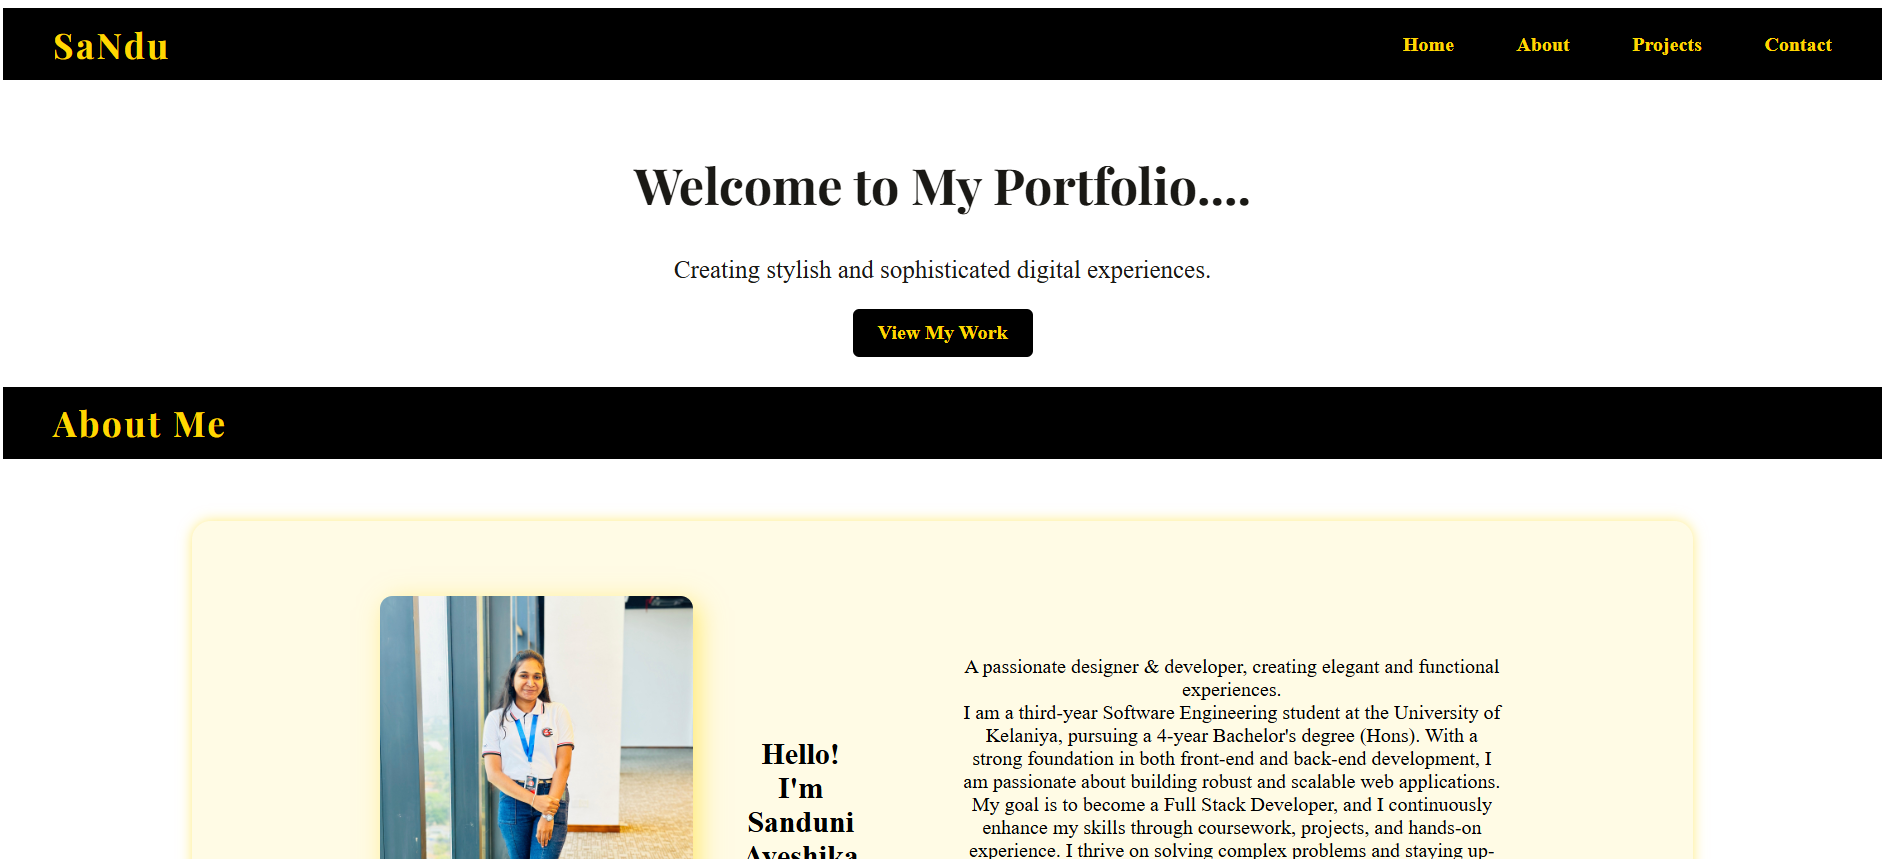 SaNdu
Home About Projects Contact
Welcome to My Portfolio....
Creating stylish and sophisticated digital experiences.
View My Work
About Me
Hello!
I'm
Sanduni
Ayeshika
A passionate designer & developer, creating elegant and functional
experiences.
I am a third-year Software Engineering student at the University of
Kelaniya, pursuing a 4-year Bachelor's degree (Hons). With a
strong foundation in both front-end and back-end development, I
am passionate about building robust and scalable web applications.
My goal is to become a Full Stack Developer, and I continuously
enhance my skills through coursework, projects, and hands-on
experience. I thrive on solving complex problems and staying up-